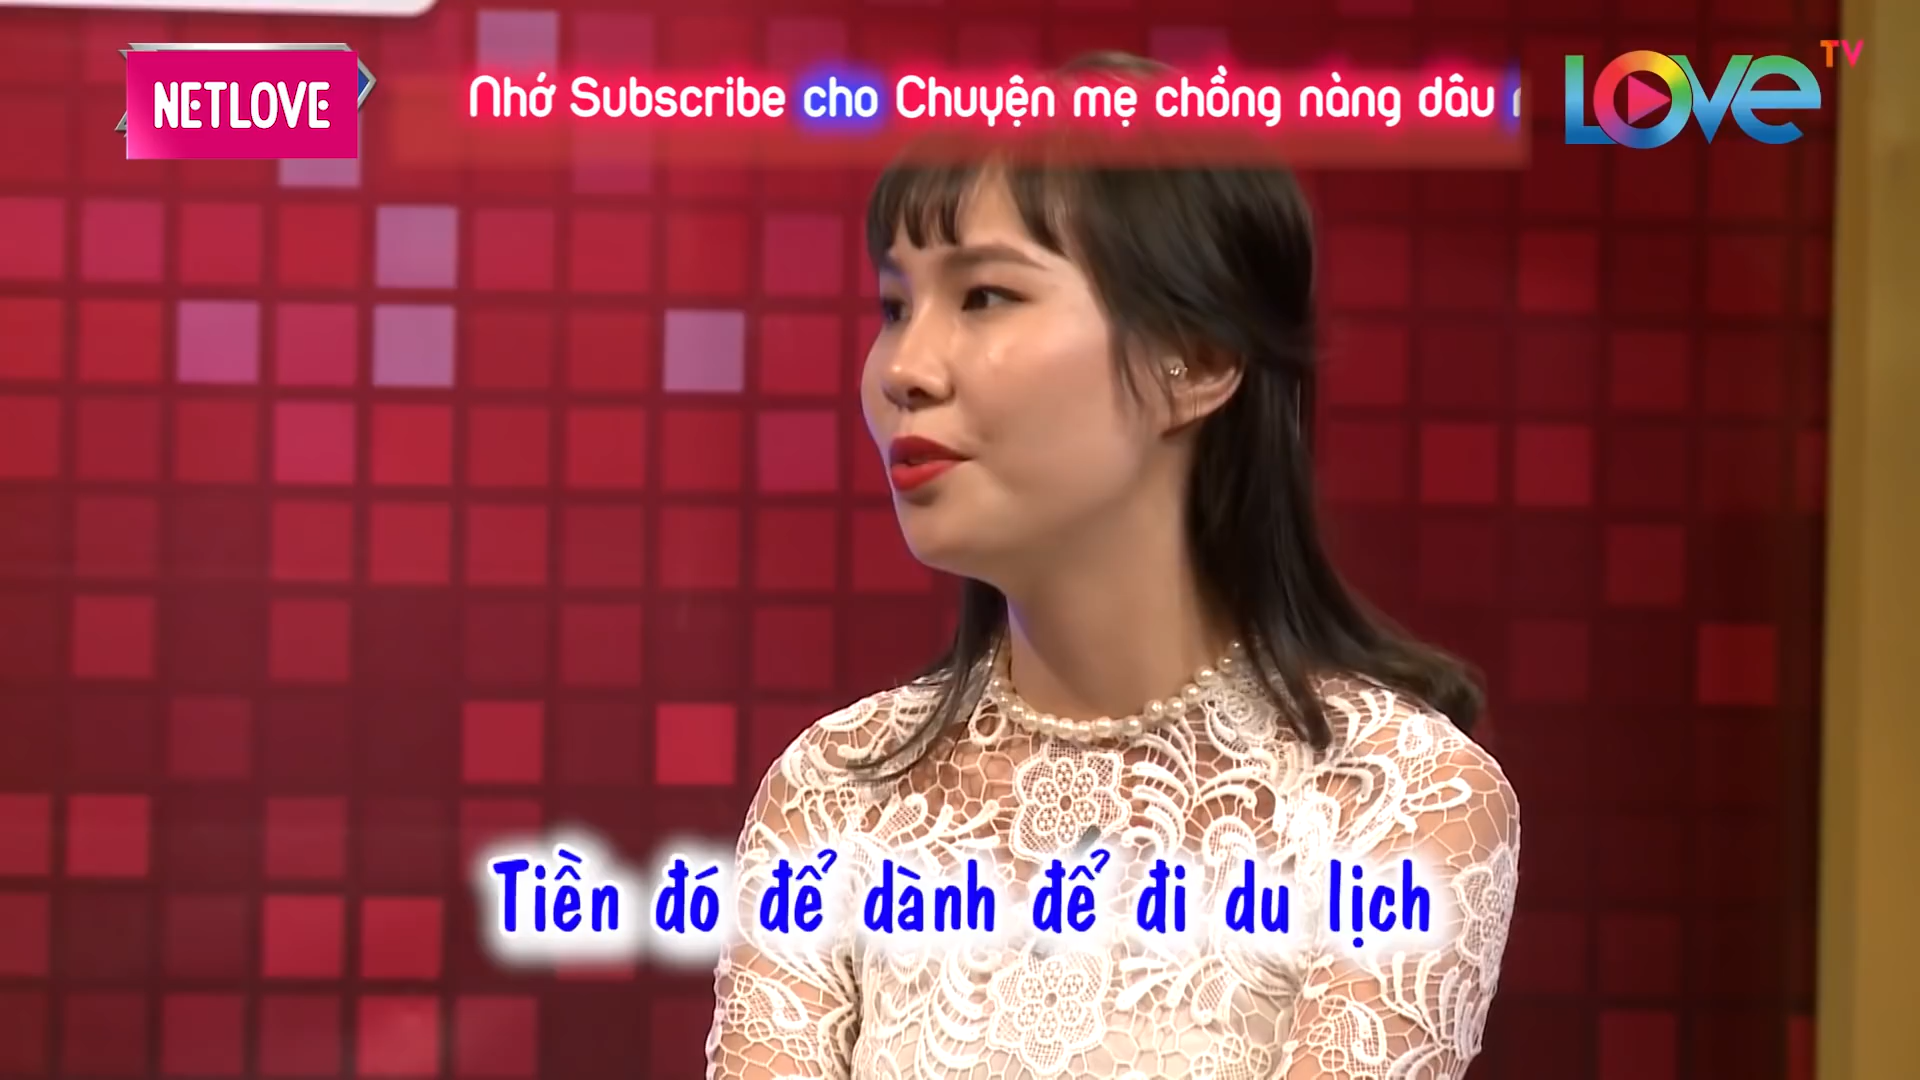 NETLOVE
Nhớ Subscribe cho Chuyện mẹ chồng nàng dâu
LOVE TV
Tiền đó để dành để đi du lịch